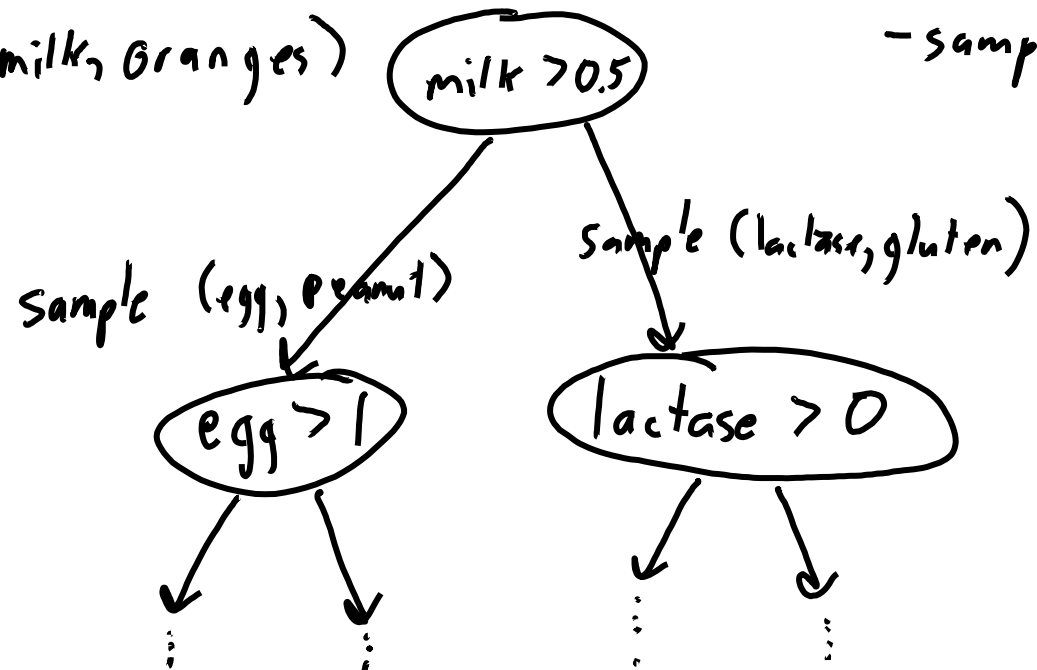 milk, oranges)
- samp
milk > 0.5
sample (lactase, gluten)
sample (egg, peanut)
egg > 1
lactase > 0